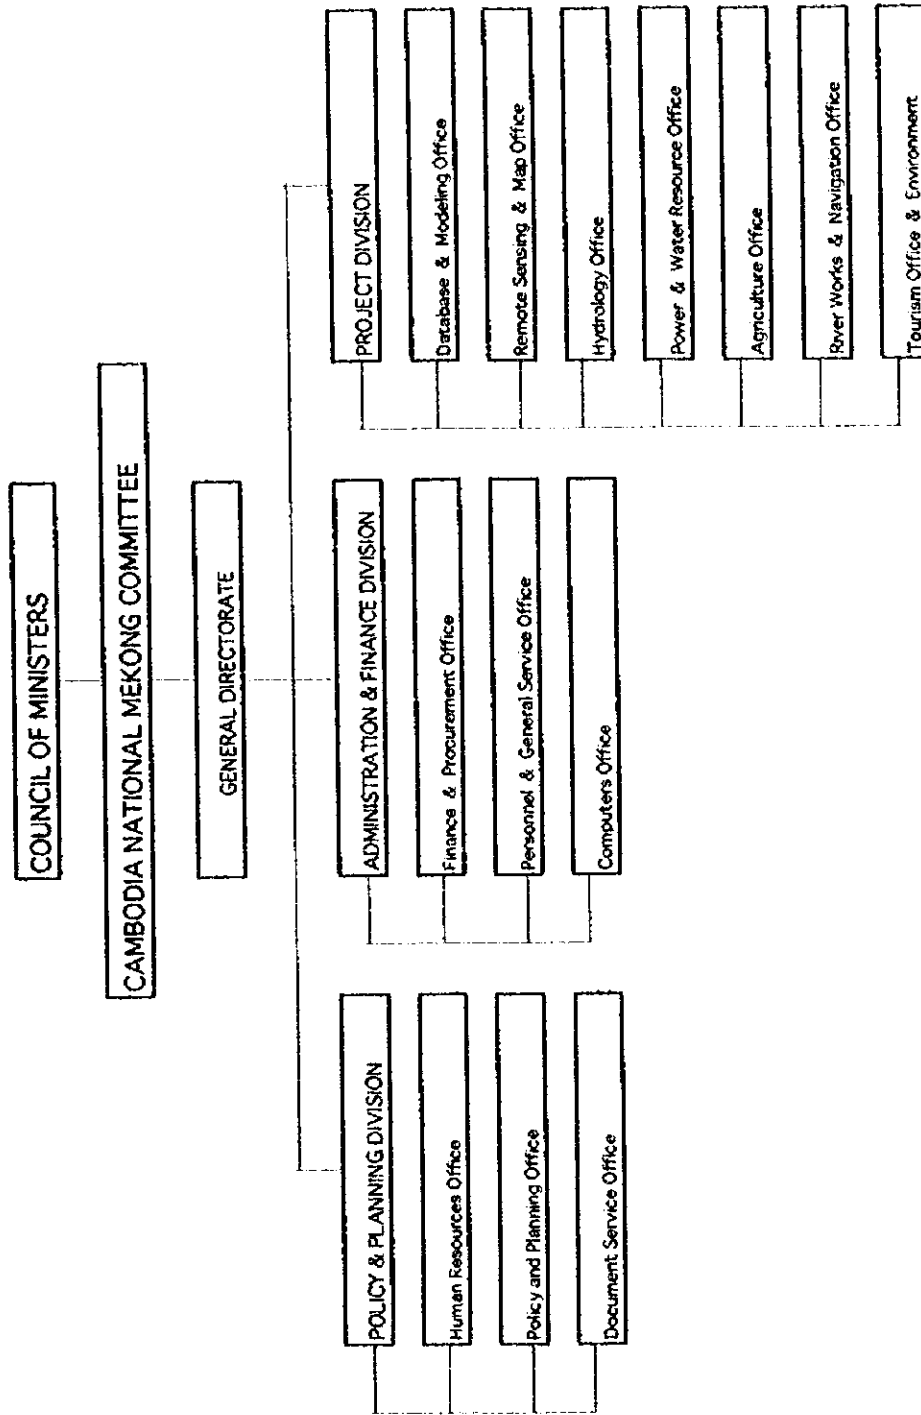 COUNCIL OF MINISTERS
CAMBODIA NATIONAL MEKONG COMMITTEE
GENERAL DIRECTORATE
POLICY & PLANNING DIVISION
Human Resources Office
Policy and Planning Office
Document Service Office
ADMINISTRATION & FINANCE DIVISION
Finance & Procurement Office
Personnel & General Service Office
Computers Office
PROJECT DIVISION
Database & Modeling Office
Remote Sensing & Map Office
Hydrology Office
Power & Water Resource Office
Agriculture Office
River Works & Navigation Office
Tourism Office & Environment